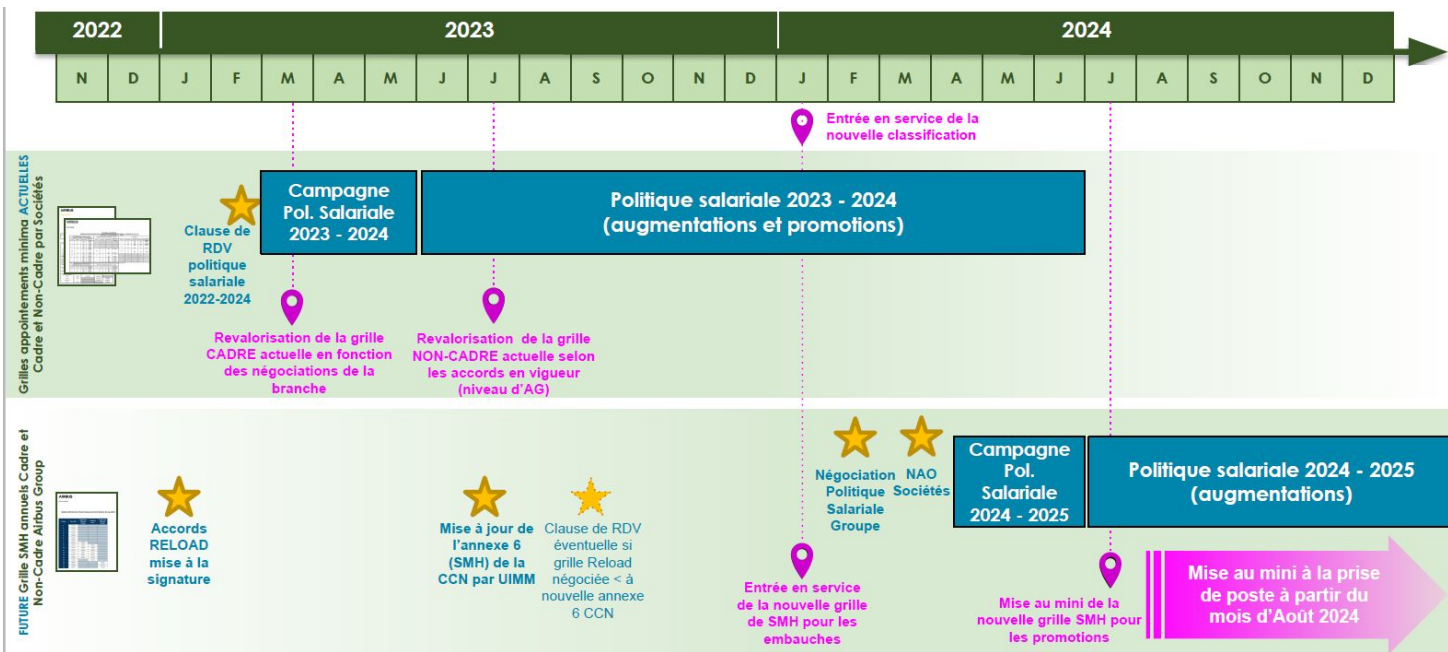 2022
2023
2024
N D J F M A M J J A S O N D J F M A M J J A S O N D
Entrée en service de la
nouvelle classification
Grilles appointements minima ACTUELLES
Cadre et Non-Cadre par Sociétés
AIRBUS
Clause de
RDV
politique
salariale
2022-2024
Campagne
Pol. Salariale
2023 - 2024
Politique salariale 2023 - 2024
(augmentations et promotions)
Revalorisation de la grille
CADRE actuelle en fonction
des négociations de la
branche
Revalorisation de la grille
NON-CADRE actuelle selon
les accords en vigueur
(niveau d'AG)
FUTURE Grille SMH annuels Cadre et
Non-Cadre Airbus Group
AIRBUS
Accords
RELOAD
mise à la
signature
Mise à jour de
l'annexe 6
(SMH) de la
CCN par UIMM
Clause de RDV
éventuelle si
grille Reload
négociée < à
nouvelle annexe
6 CCN
Négociation
Politique
Salariale
Groupe
NAO
Sociétés
Campagne
Pol.
Salariale
2024 - 2025
Politique salariale 2024 - 2025
(augmentations)
Entrée en service
de la nouvelle grille
de SMH pour les
embauches
Mise au mini de la
nouvelle grille SMH pour
les promotions
Mise au mini à la prise
de poste à partir du
mois d'Août 2024